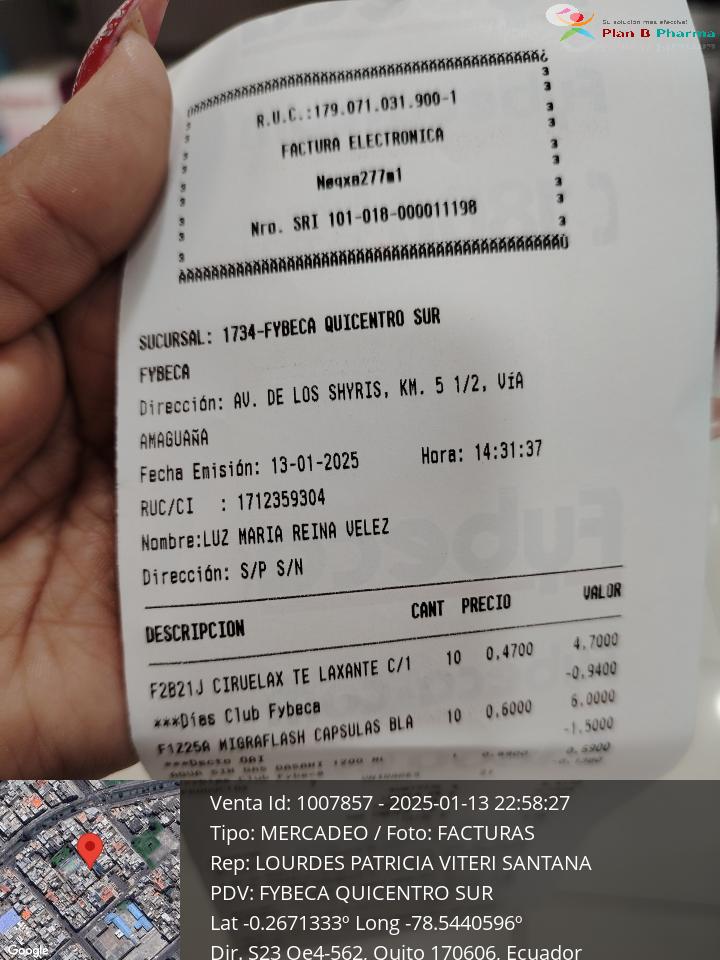 Su solución más efectiva!
Plan B Pharma
R.U.C.:179.071.031.900-1
FACTURA ELECTRONICA
Nro. SRI 101-018-000011198
SUCURSAL: 1734-FYBECA QUICENTRO SUR
FYBECA
Dirección: AV. DE LOS SHYRIS, KM. 5 1/2, VíA
AMAGUAñA
Fecha Emisión: 13-01-2025 Hora: 14:31:37
RUC/CI : 1712359304
Nombre:LUZ MARIA REINA VELEZ
Dirección: S/P S/N
DESCRIPCION CANT PRECIO VALOR
F2B21J CIRUELAX TE LAXANTE C/1 10 0.4700 4.7000
***Días Club Fybeca -0.9400
F1Z25A MIGRAFLASH CAPSULAS BLA 10 0.6000 6.0000
***Dscto OBI -1.5000
Venta Id: 1007857 - 2025-01-13 22:58:27
Tipo: MERCADEO / Foto: FACTURAS
Rep: LOURDES PATRICIA VITERI SANTANA
PDV: FYBECA QUICENTRO SUR
Lat -0.2671333º Long -78.5440596º
Dir. S23 Oe4-562, Quito 170606, Ecuador
Google